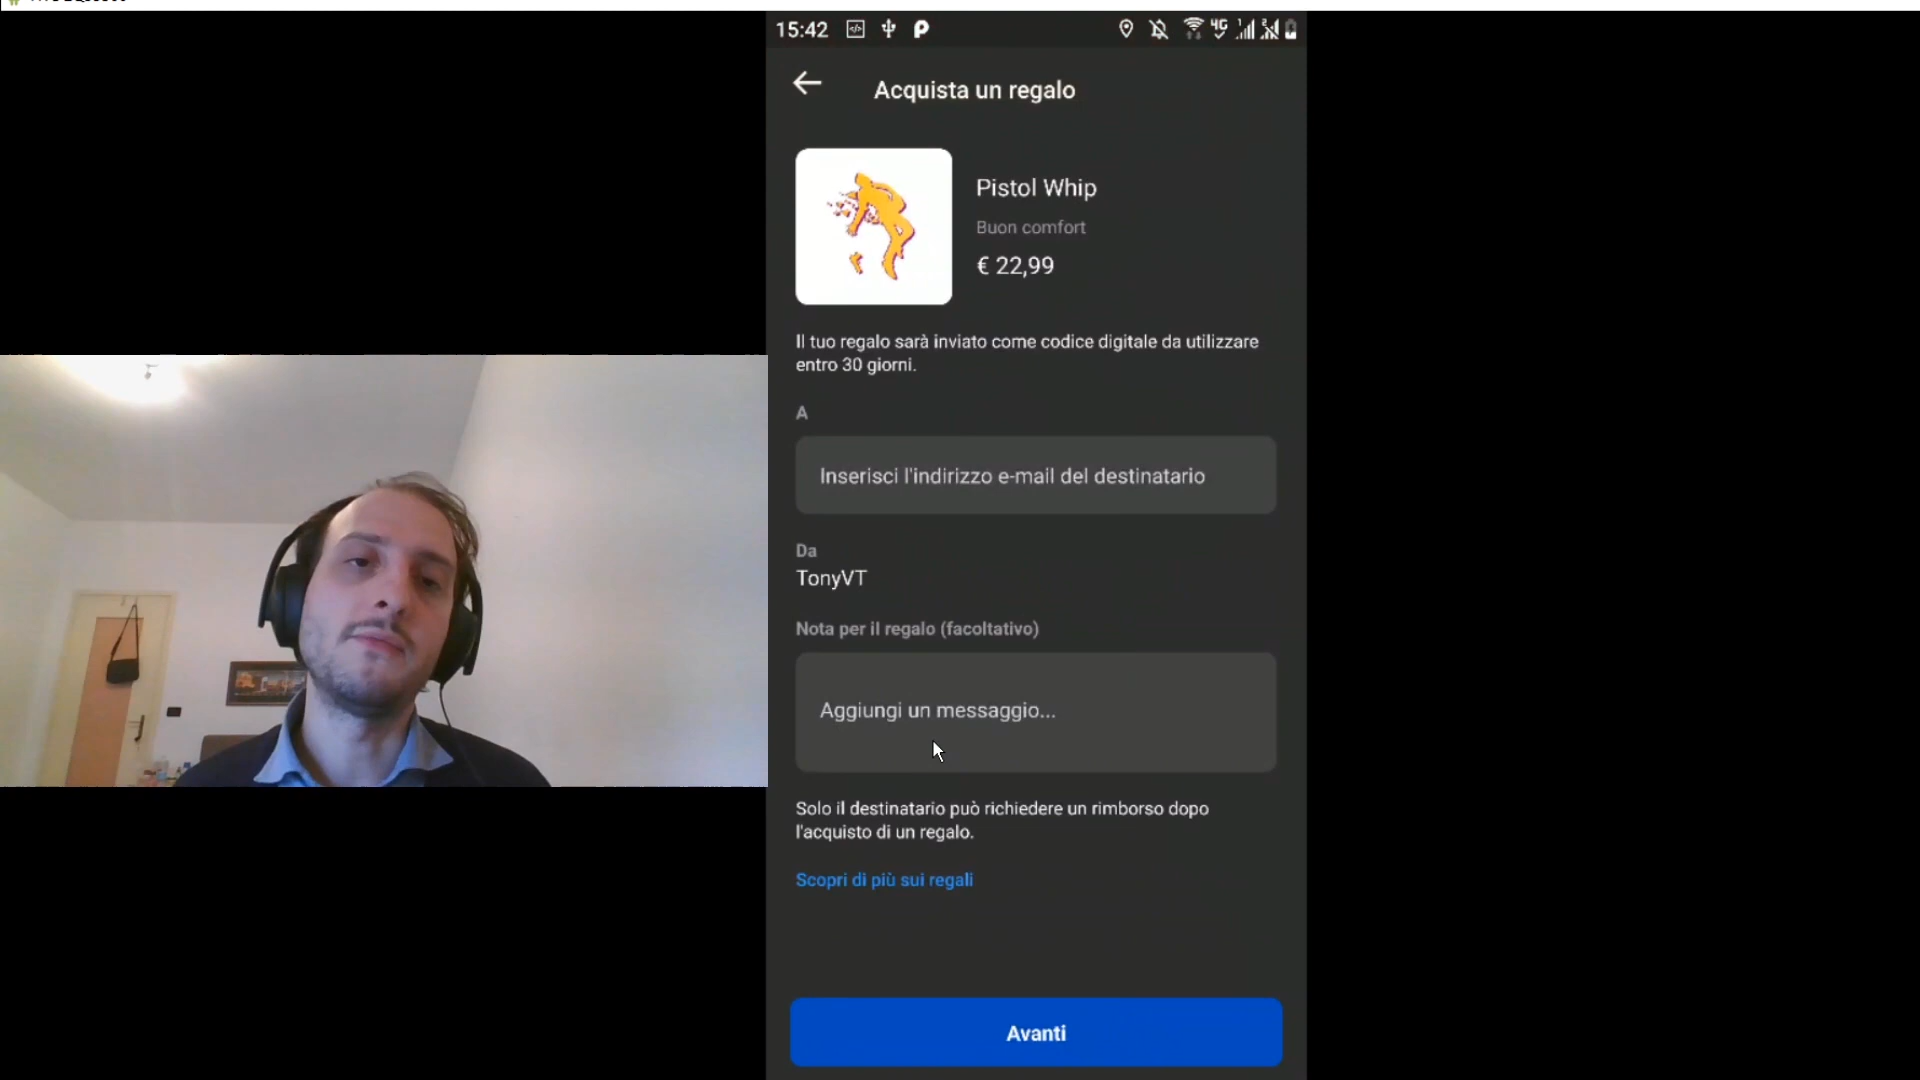 15:42
4G
Acquista un regalo
Pistol Whip
Buon comfort
€ 22,99
Il tuo regalo sarà inviato come codice digitale da utilizzare
entro 30 giorni.
A
Inserisci l'indirizzo e-mail del destinatario
Da
TonyVT
Nota per il regalo (facoltativo)
Aggiungi un messaggio...
Solo il destinatario può richiedere un rimborso dopo
l'acquisto di un regalo.
Scopri di più sui regali
Avanti